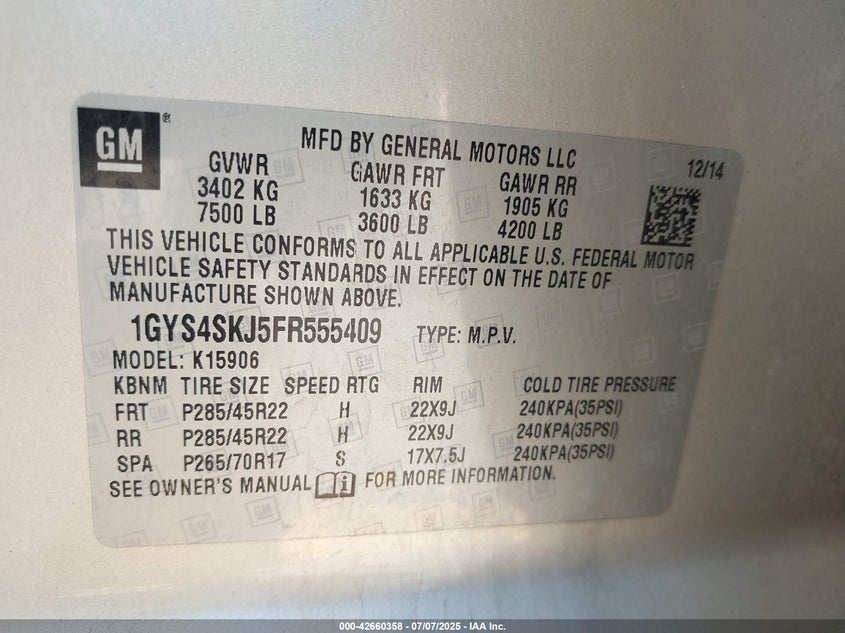 GM ®
MFD BY GENERAL MOTORS LLC
12/14
GVWR GAWR FRT GAWR RR
3402 KG 1633 KG 1905 KG
7500 LB 3600 LB 4200 LB
THIS VEHICLE CONFORMS TO ALL APPLICABLE U.S. FEDERAL MOTOR
VEHICLE SAFETY STANDARDS IN EFFECT ON THE DATE OF
MANUFACTURE SHOWN ABOVE.
1GYS4SKJ5FR555409 TYPE: M.P.V.
MODEL: K15906
KBNM TIRE SIZE SPEED RTG RIM COLD TIRE PRESSURE
FRT P285/45R22 H 22X9J 240KPA(35PSI)
RR P285/45R22 H 22X9J 240KPA(35PSI)
SPA P265/70R17 S 17X7.5J 240KPA(35PSI)
SEE OWNER'S MANUAL i FOR MORE INFORMATION.
000-42660358 - 07/07/2025 - IAA Inc.